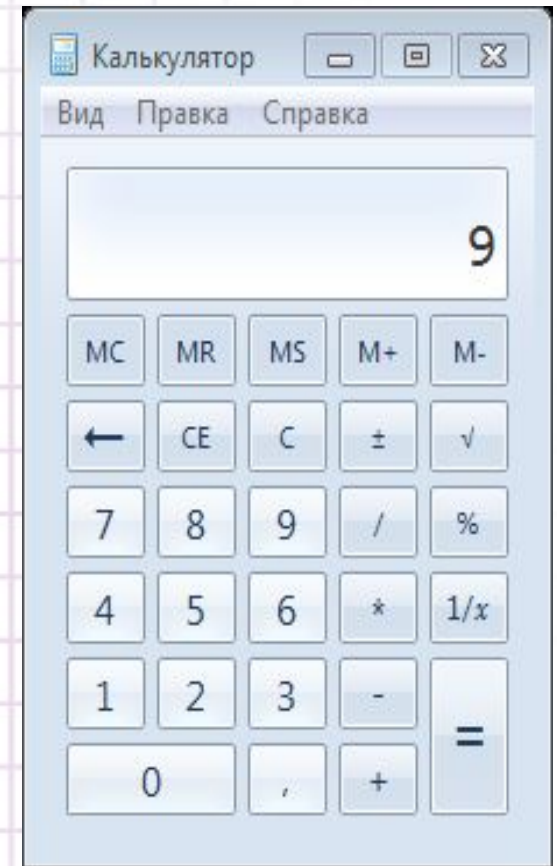 Калькулятор
Вид Правка Справка
9
MC MR MS M+ M-
← CE C ± √
7 8 9 / %
4 5 6 * 1/x
1 2 3 - =
0 , +